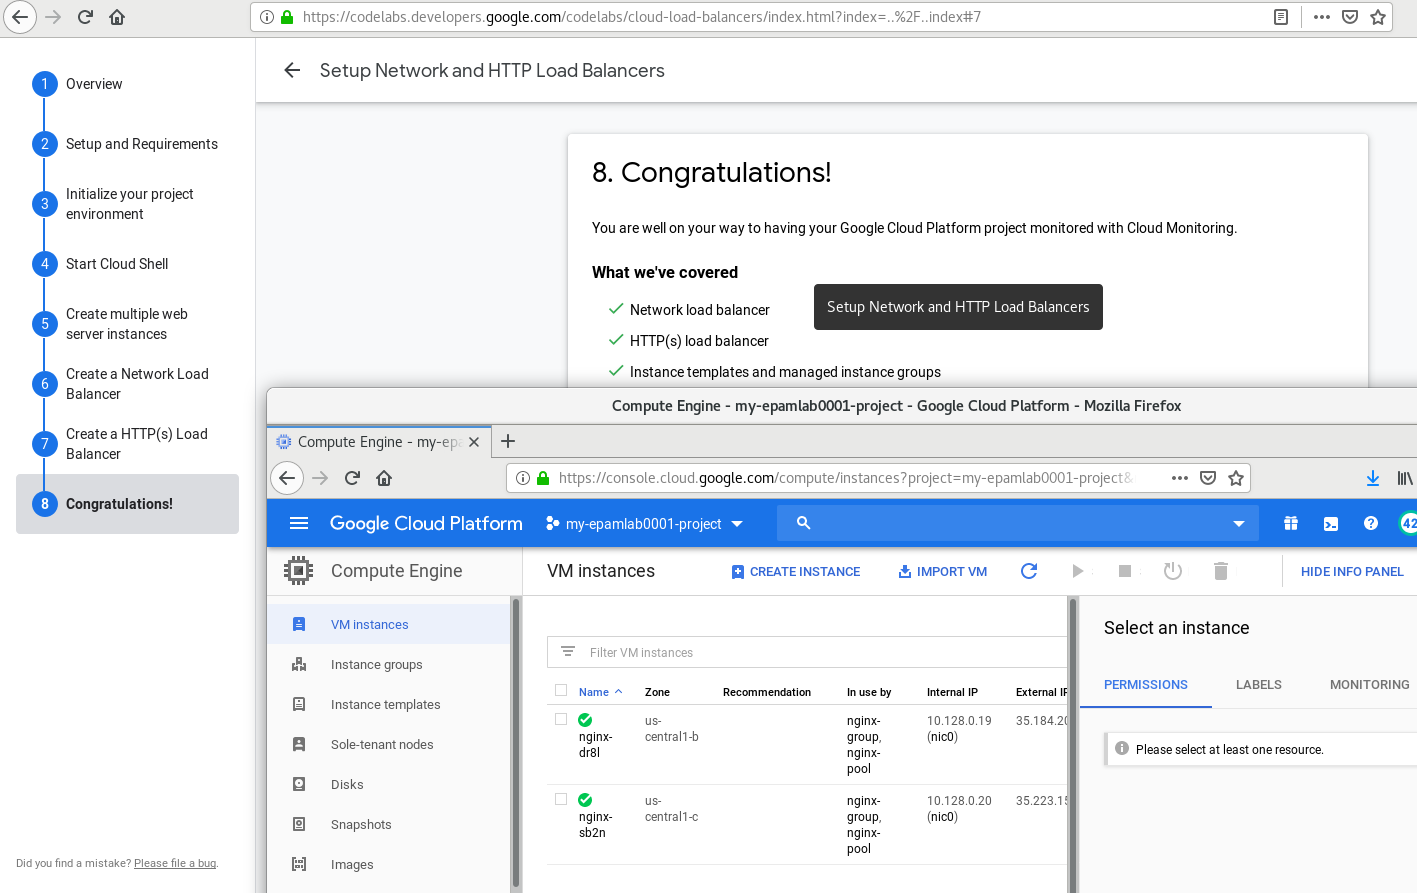 https://codelabs.developers.google.com/codelabs/cloud-load-balancers/index.html?index=..%2F..index#7
Setup Network and HTTP Load Balancers
1 Overview
2 Setup and Requirements
3 Initialize your project
environment
4 Start Cloud Shell
5 Create multiple web
server instances
6 Create a Network Load
Balancer
7 Create a HTTP(s) Load
Balancer
8 Congratulations!
Did you find a mistake? Please file a bug.
8. Congratulations!
You are well on your way to having your Google Cloud Platform project monitored with Cloud Monitoring.
What we've covered
Network load balancer
HTTP(s) load balancer
Instance templates and managed instance groups
Setup Network and HTTP Load Balancers
Compute Engine - my-epamlab0001-project - Google Cloud Platform - Mozilla Firefox
Compute Engine - my-epa
https://console.cloud.google.com/compute/instances?project=my-epamlab0001-project&
Google Cloud Platform my-epamlab0001-project 42
Compute Engine
VM instances CREATE INSTANCE IMPORT VM HIDE INFO PANEL
VM instances
Instance groups
Instance templates
Sole-tenant nodes
Disks
Snapshots
Images
Filter VM instances
Name Zone Recommendation In use by Internal IP External IP
nginx-
dr8l
us-
central1-b
nginx-
group,
nginx-
pool
10.128.0.19
(nic0)
35.184.20
nginx-
sb2n
us-
central1-c
nginx-
group,
nginx-
pool
10.128.0.20
(nic0)
35.223.15
Select an instance
PERMISSIONS LABELS MONITORING
Please select at least one resource.